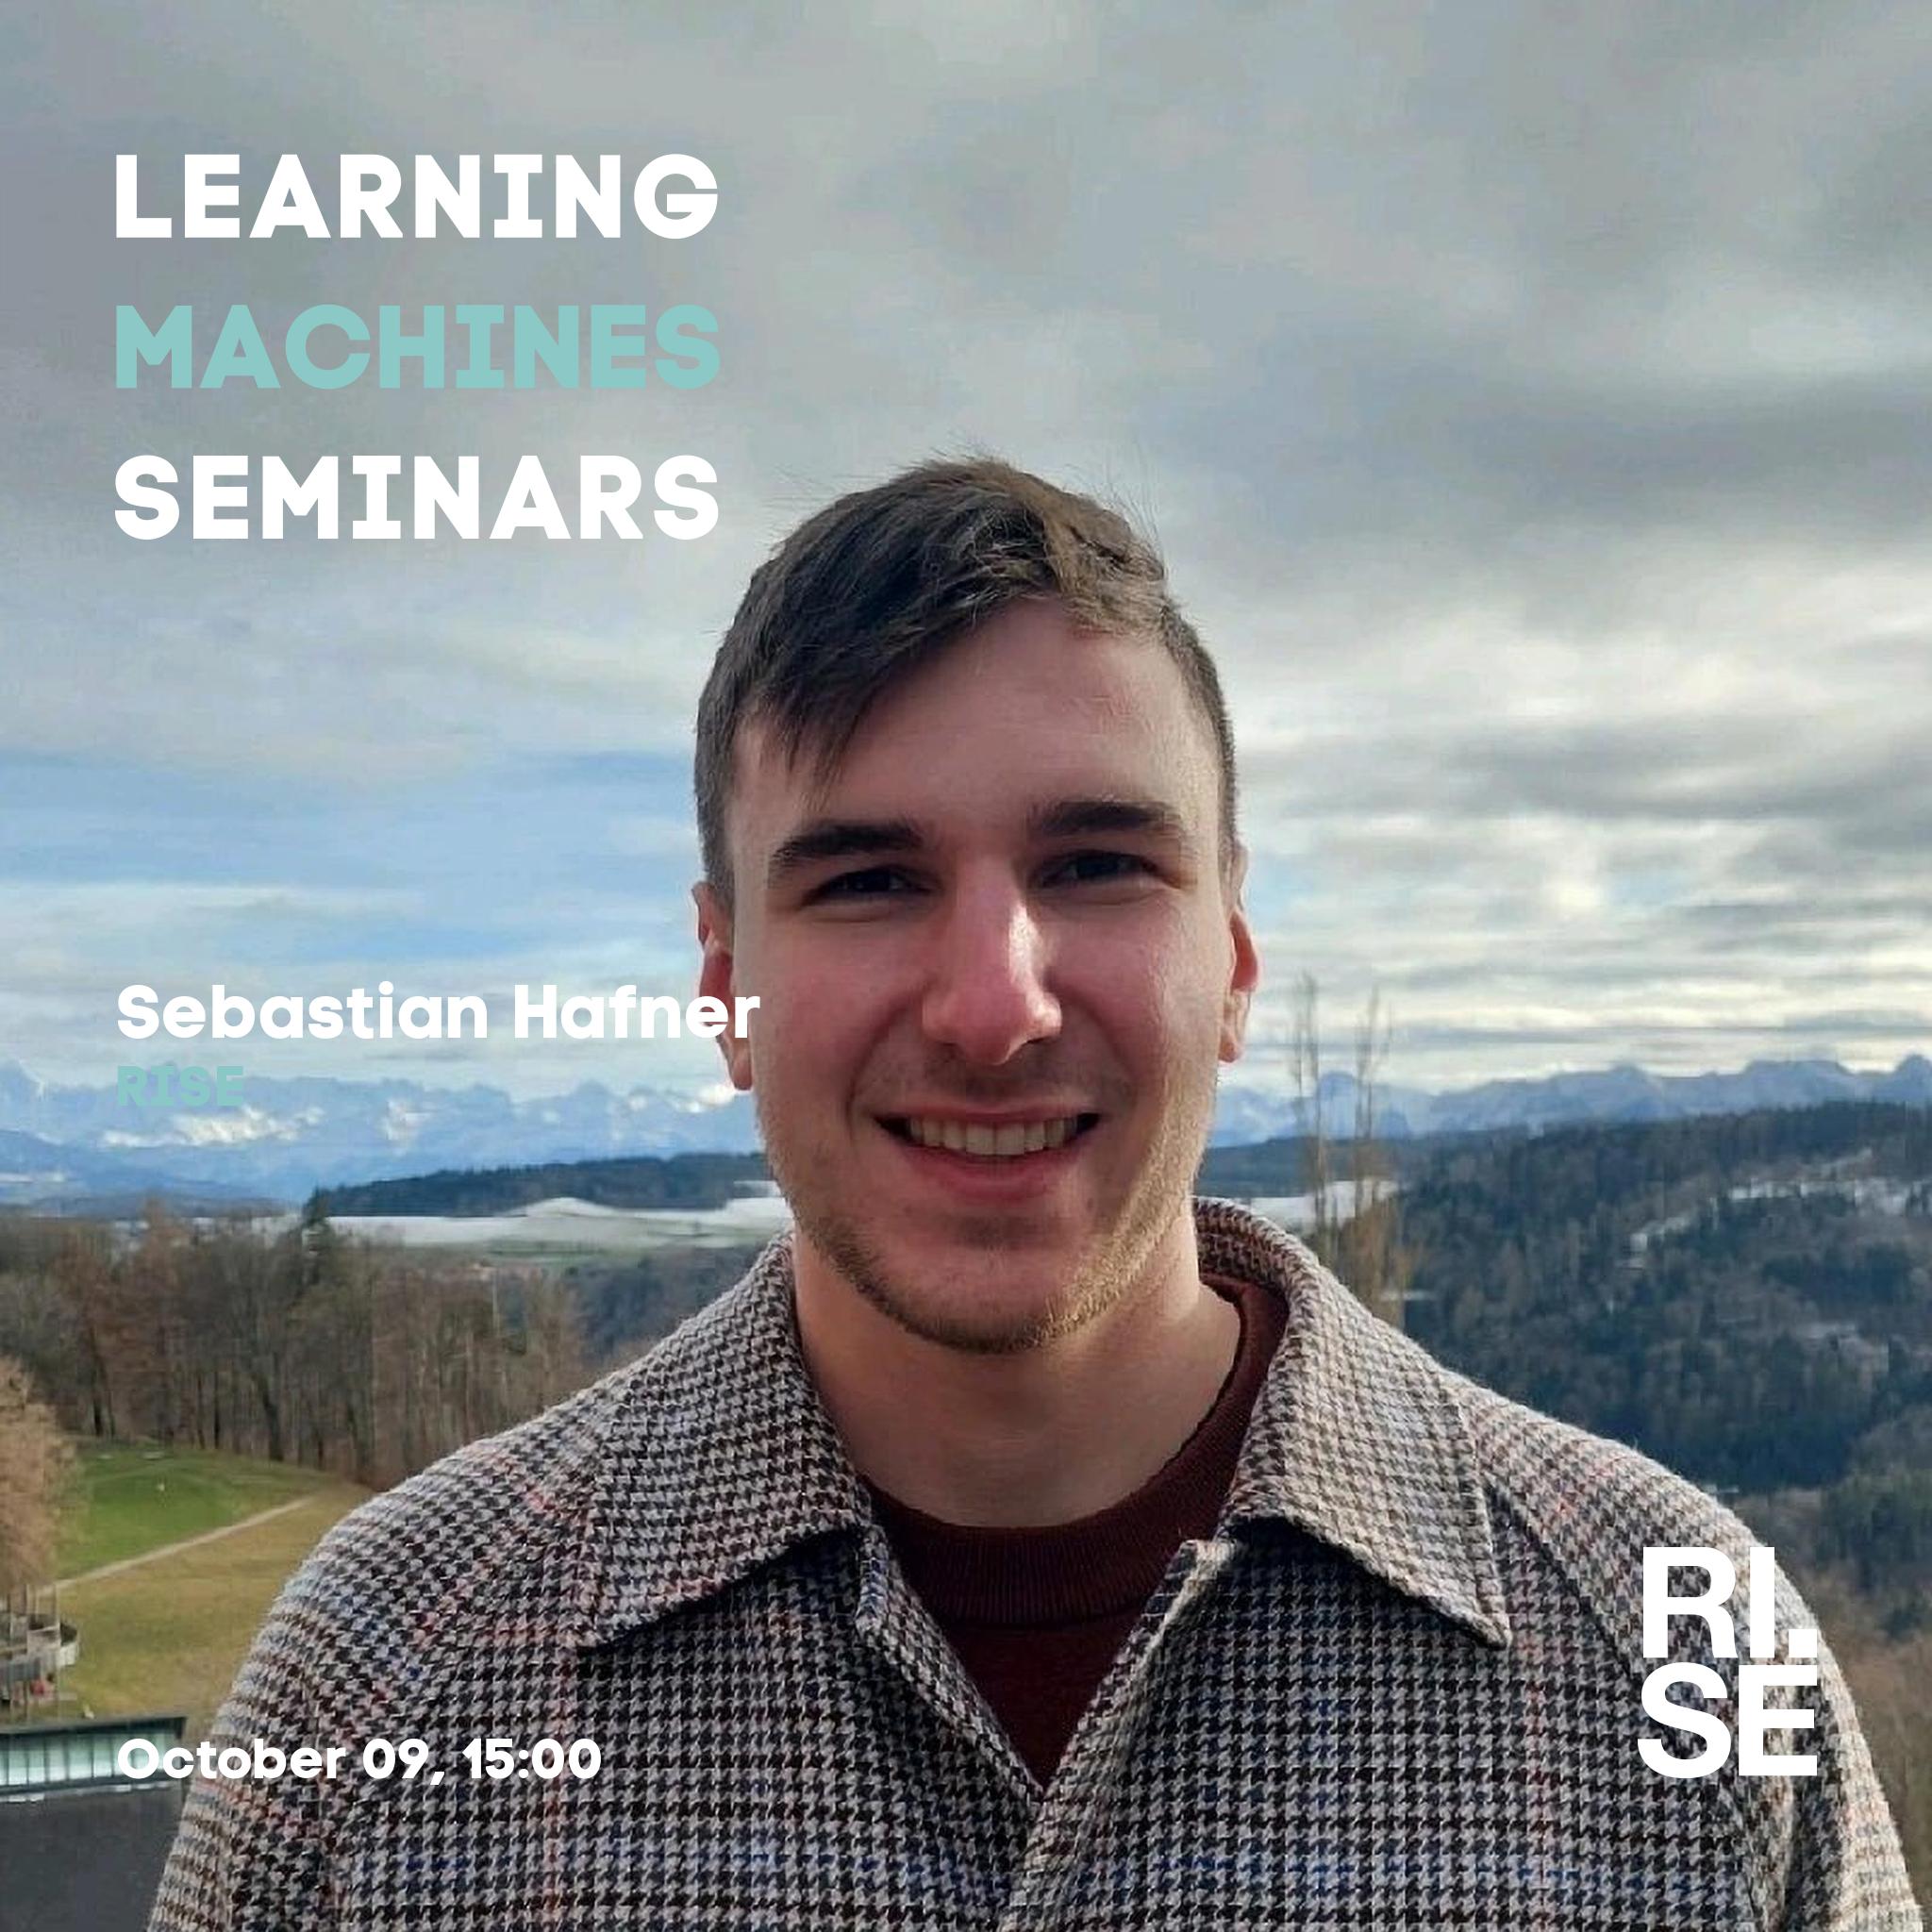 LEARNING
MACHINES
SEMINARS
Sebastian Hafner
RISE
October 09, 15:00
RI.
SE